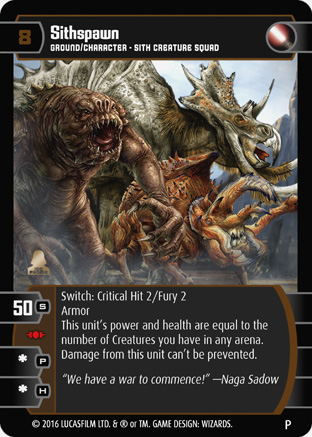 8 Sithspawn
GROUND/CHARACTER - SITH CREATURE SQUAD
50 S
* P
* H
Switch: Critical Hit 2/Fury 2
Armor
This unit's power and health are equal to the
number of Creatures you have in any arena.
Damage from this unit can't be prevented.
"We have a war to commence!" —Naga Sadow
© 2016 LUCASFILM LTD. & ® or TM. GAME DESIGN: WIZARDS.
P